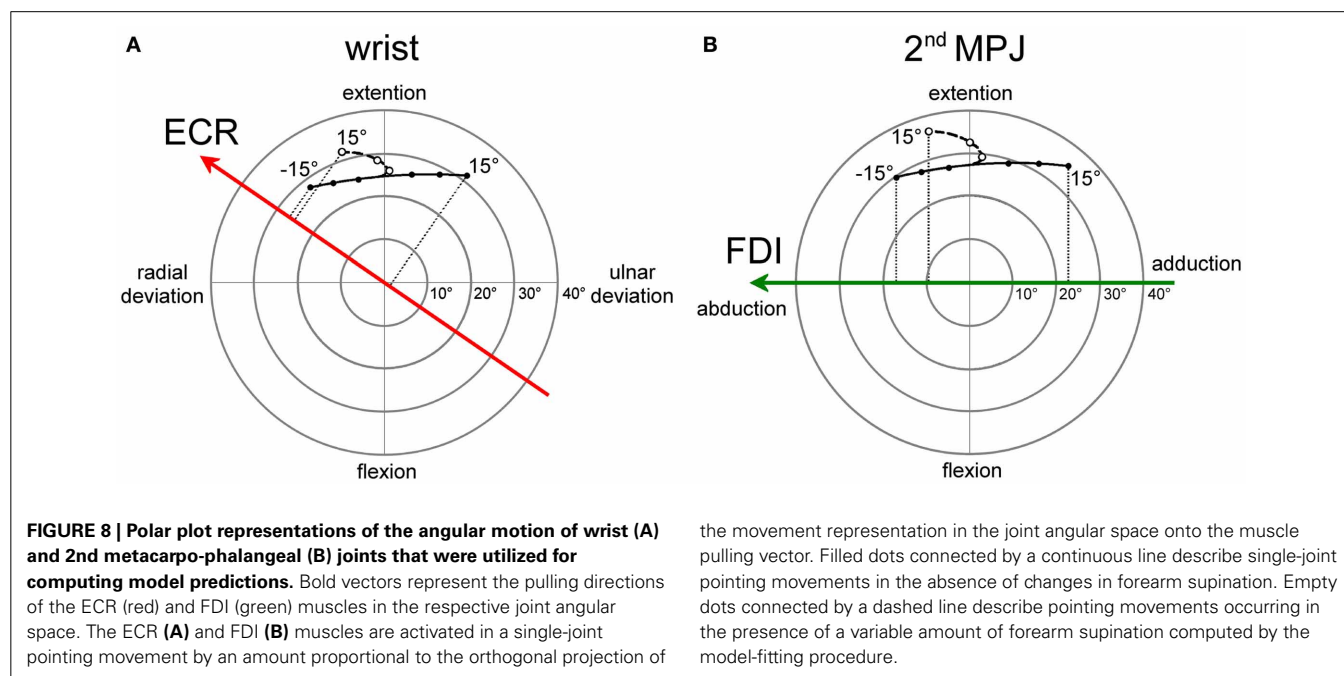 A
wrist
extention
ECR
15°
-15°
15°
radial
deviation
ulnar
deviation
10°
20°
30°
40°
flexion
B
2nd MPJ
extention
15°
-15°
15°
FDI
adduction
abduction
10°
20°
30°
40°
flexion
FIGURE 8 | Polar plot representations of the angular motion of wrist (A)
and 2nd metacarpo-phalangeal (B) joints that were utilized for
computing model predictions. Bold vectors represent the pulling directions
of the ECR (red) and FDI (green) muscles in the respective joint angular
space. The ECR (A) and FDI (B) muscles are activated in a single-joint
pointing movement by an amount proportional to the orthogonal projection of
the movement representation in the joint angular space onto the muscle
pulling vector. Filled dots connected by a continuous line describe single-joint
pointing movements in the absence of changes in forearm supination. Empty
dots connected by a dashed line describe pointing movements occurring in
the presence of a variable amount of forearm supination computed by the
model-fitting procedure.